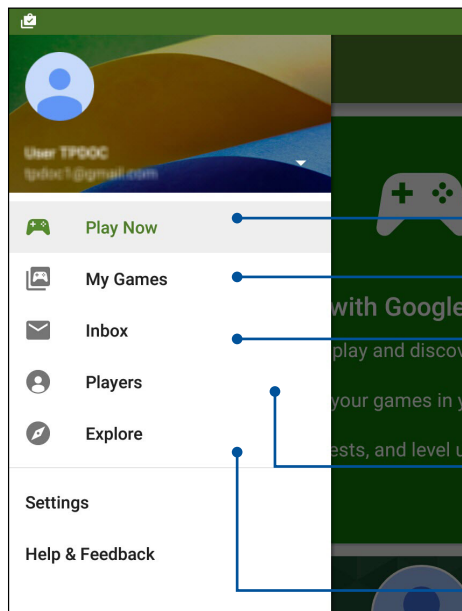 User TPDOC
tpdoc1@gmail.com
Play Now
My Games
Inbox
Players
Explore
Settings
Help & Feedback
with Google
play and discov
your games in y
ests, and level u